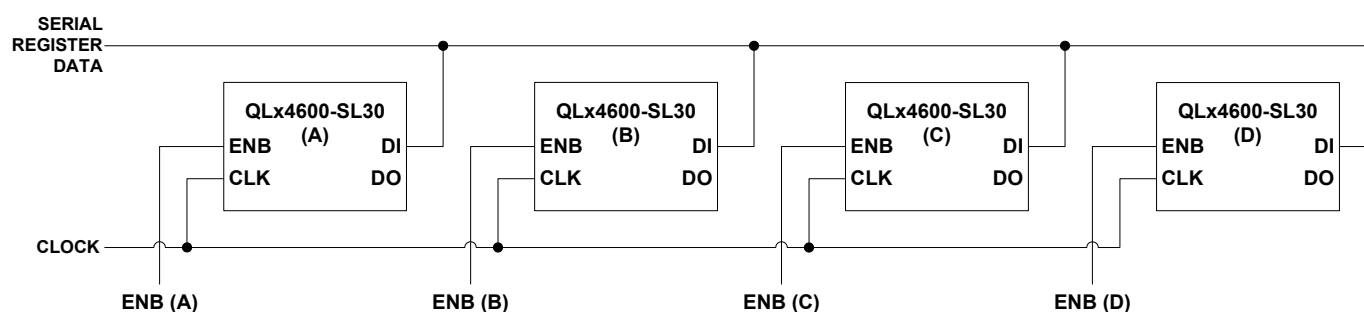 SERIAL
REGISTER
DATA
QLx4600-SL30
(A)
ENB DI
CLK DO
QLx4600-SL30
(B)
ENB DI
CLK DO
QLx4600-SL30
(C)
ENB DI
CLK DO
QLx4600-SL30
(D)
ENB DI
CLK DO
CLOCK
ENB (A) ENB (B) ENB (C) ENB (D)